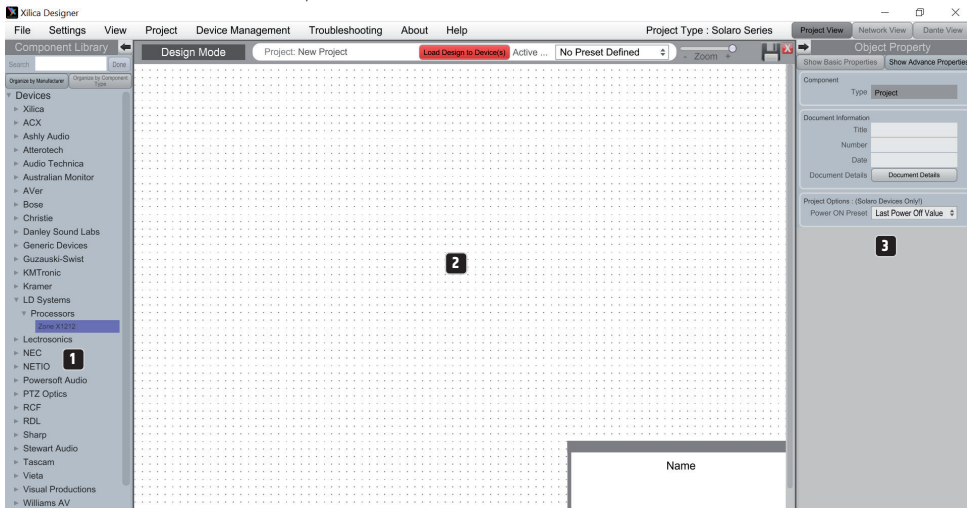 Xilica Designer
File Settings View Project Device Management Troubleshooting About Help Project Type : Solaro Series Project View Network View Dante View
Component Library Design Mode Project: New Project Load Design to Device(s) Active ... No Preset Defined - Zoom + Object Property
Search Done Show Basic Properties Show Advance Properties
Organize by Manufacturer Organize by Component Type
Devices
Xilica
ACX
Ashly Audio
Atterotech
Audio Technica
Australian Monitor
AVer
Bose
Christie
Danley Sound Labs
Generic Devices
Guzauski-Swist
KMTronic
Kramer
LD Systems
Processors
Zone X1212
Lectrosonics
NEC
NETIO
Powersoft Audio
PTZ Optics
RCF
RDL
Sharp
Stewart Audio
Tascam
Vieta
Visual Productions
Williams AV
1
2
Name
Component
Type Project
Document Information
Title
Number
Date
Document Details Document Details
Project Options : (Solaro Devices Only!)
Power ON Preset Last Power Off Value
3